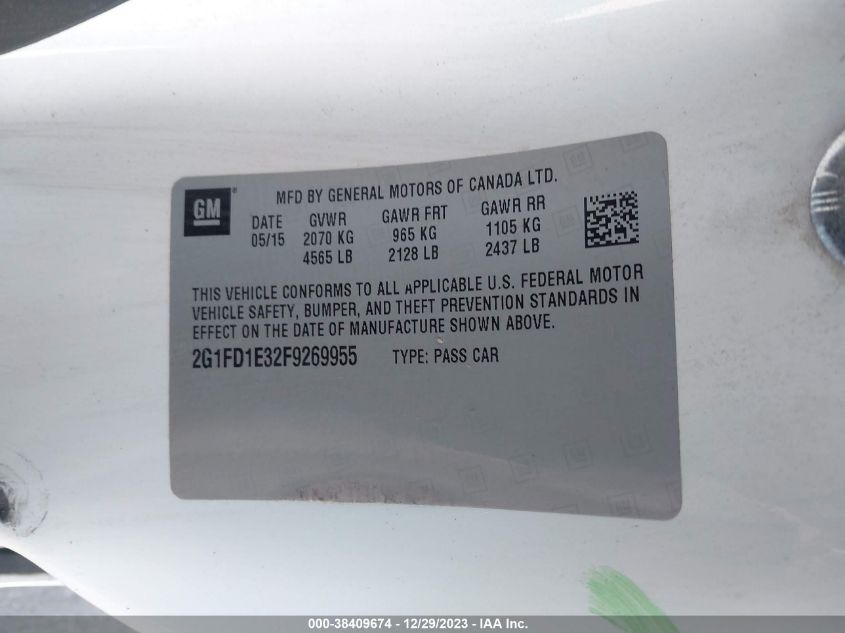 GM ®
MFD BY GENERAL MOTORS OF CANADA LTD.
DATE GVWR GAWR FRT GAWR RR
05/15 2070 KG 965 KG 1105 KG
4565 LB 2128 LB 2437 LB
THIS VEHICLE CONFORMS TO ALL APPLICABLE U.S. FEDERAL MOTOR
VEHICLE SAFETY, BUMPER, AND THEFT PREVENTION STANDARDS IN
EFFECT ON THE DATE OF MANUFACTURE SHOWN ABOVE.
2G1FD1E32F9269955 TYPE: PASS CAR
000-38409674 - 12/29/2023 - IAA Inc.